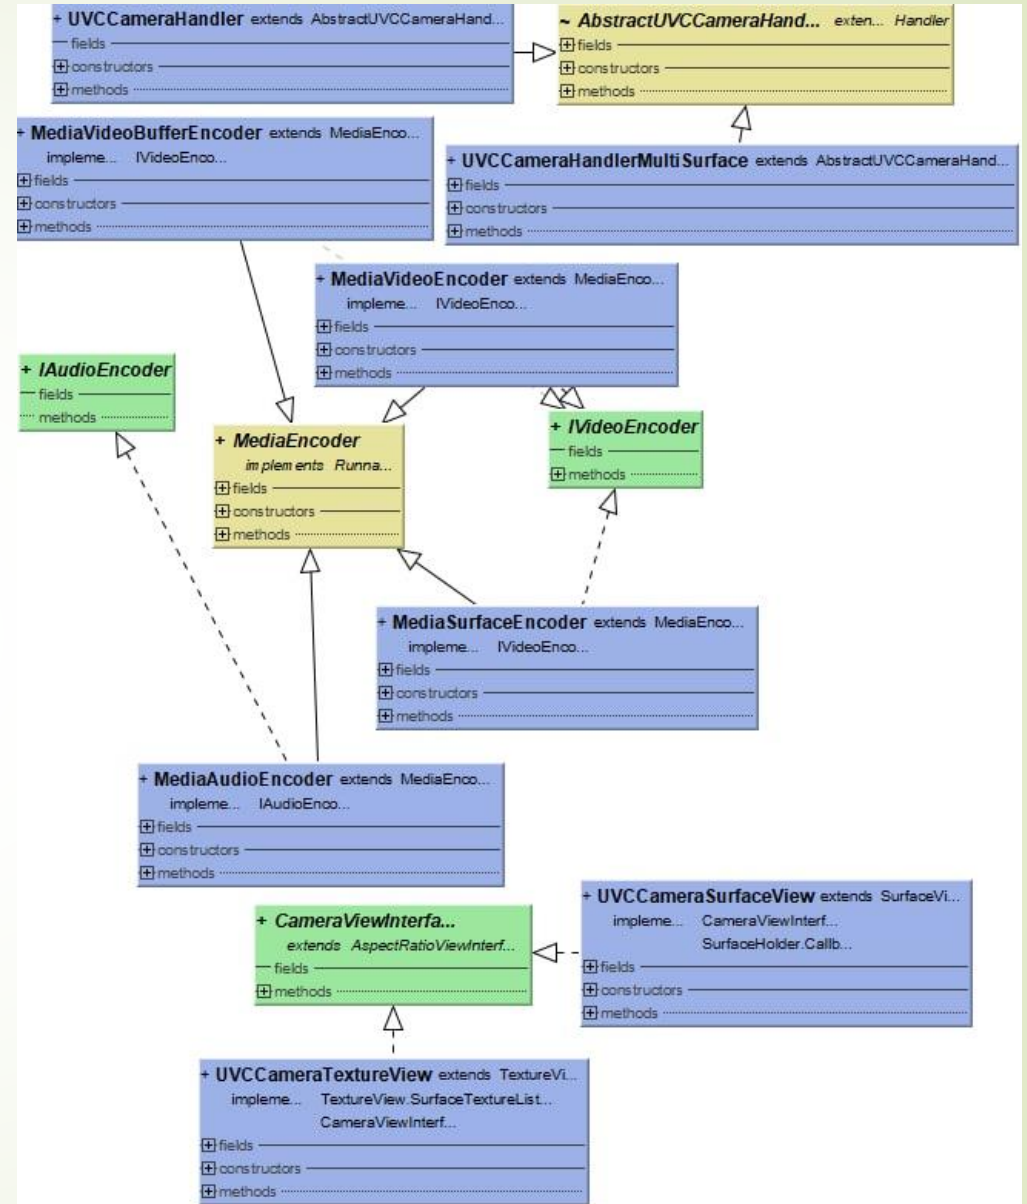 + UVCCameraHandler extends AbstractUVCCameraHand...
fields
constructors
methods
~ AbstractUVCCameraHand... exten... Handler
fields
constructors
methods
+ MediaVideoBufferEncoder extends MediaEnco...
impleme... IVideoEnco...
fields
constructors
methods
+ UVCCameraHandlerMultiSurface extends AbstractUVCCameraHand...
fields
constructors
methods
+ MediaVideoEncoder extends MediaEnco...
impleme... IVideoEnco...
fields
constructors
methods
+ IAudioEncoder
fields
methods
+ MediaEncoder
implements Runna...
fields
constructors
methods
+ IVideoEncoder
fields
methods
+ MediaSurfaceEncoder extends MediaEnco...
impleme... IVideoEnco...
fields
constructors
methods
+ MediaAudioEncoder extends MediaEnco...
impleme... IAudioEnco...
fields
constructors
methods
+ CameraViewInterfa...
extends AspectRatioViewInterf...
fields
methods
+ UVCCameraSurfaceView extends SurfaceVi...
impleme... CameraViewInterf...
SurfaceHolder.Callb...
fields
constructors
methods
+ UVCCameraTextureView extends TextureVi...
impleme... TextureView.SurfaceTextureList...
CameraViewInterf...
fields
constructors
methods